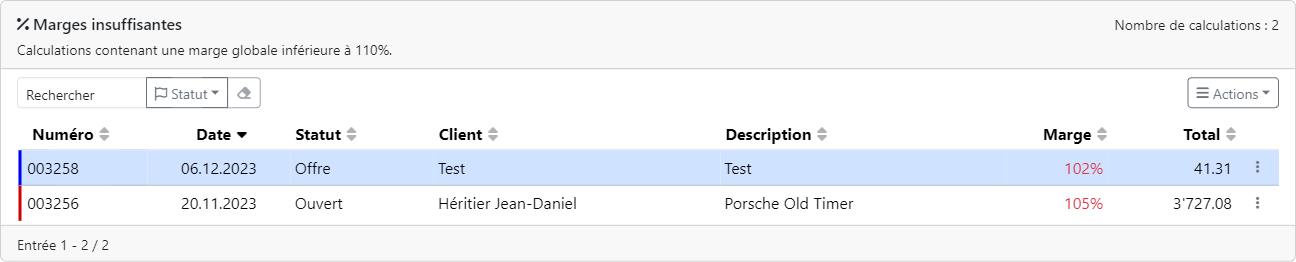 Marges insuffisantes
Nombre de calculations : 2
Calculations contenant une marge globale inférieure à 110%.
Rechercher Statut Actions
Numéro Date Statut Client Description Marge Total
003258 06.12.2023 Offre Test Test 102% 41.31
003256 20.11.2023 Ouvert Héritier Jean-Daniel Porsche Old Timer 105% 3'727.08
Entrée 1 - 2 / 2